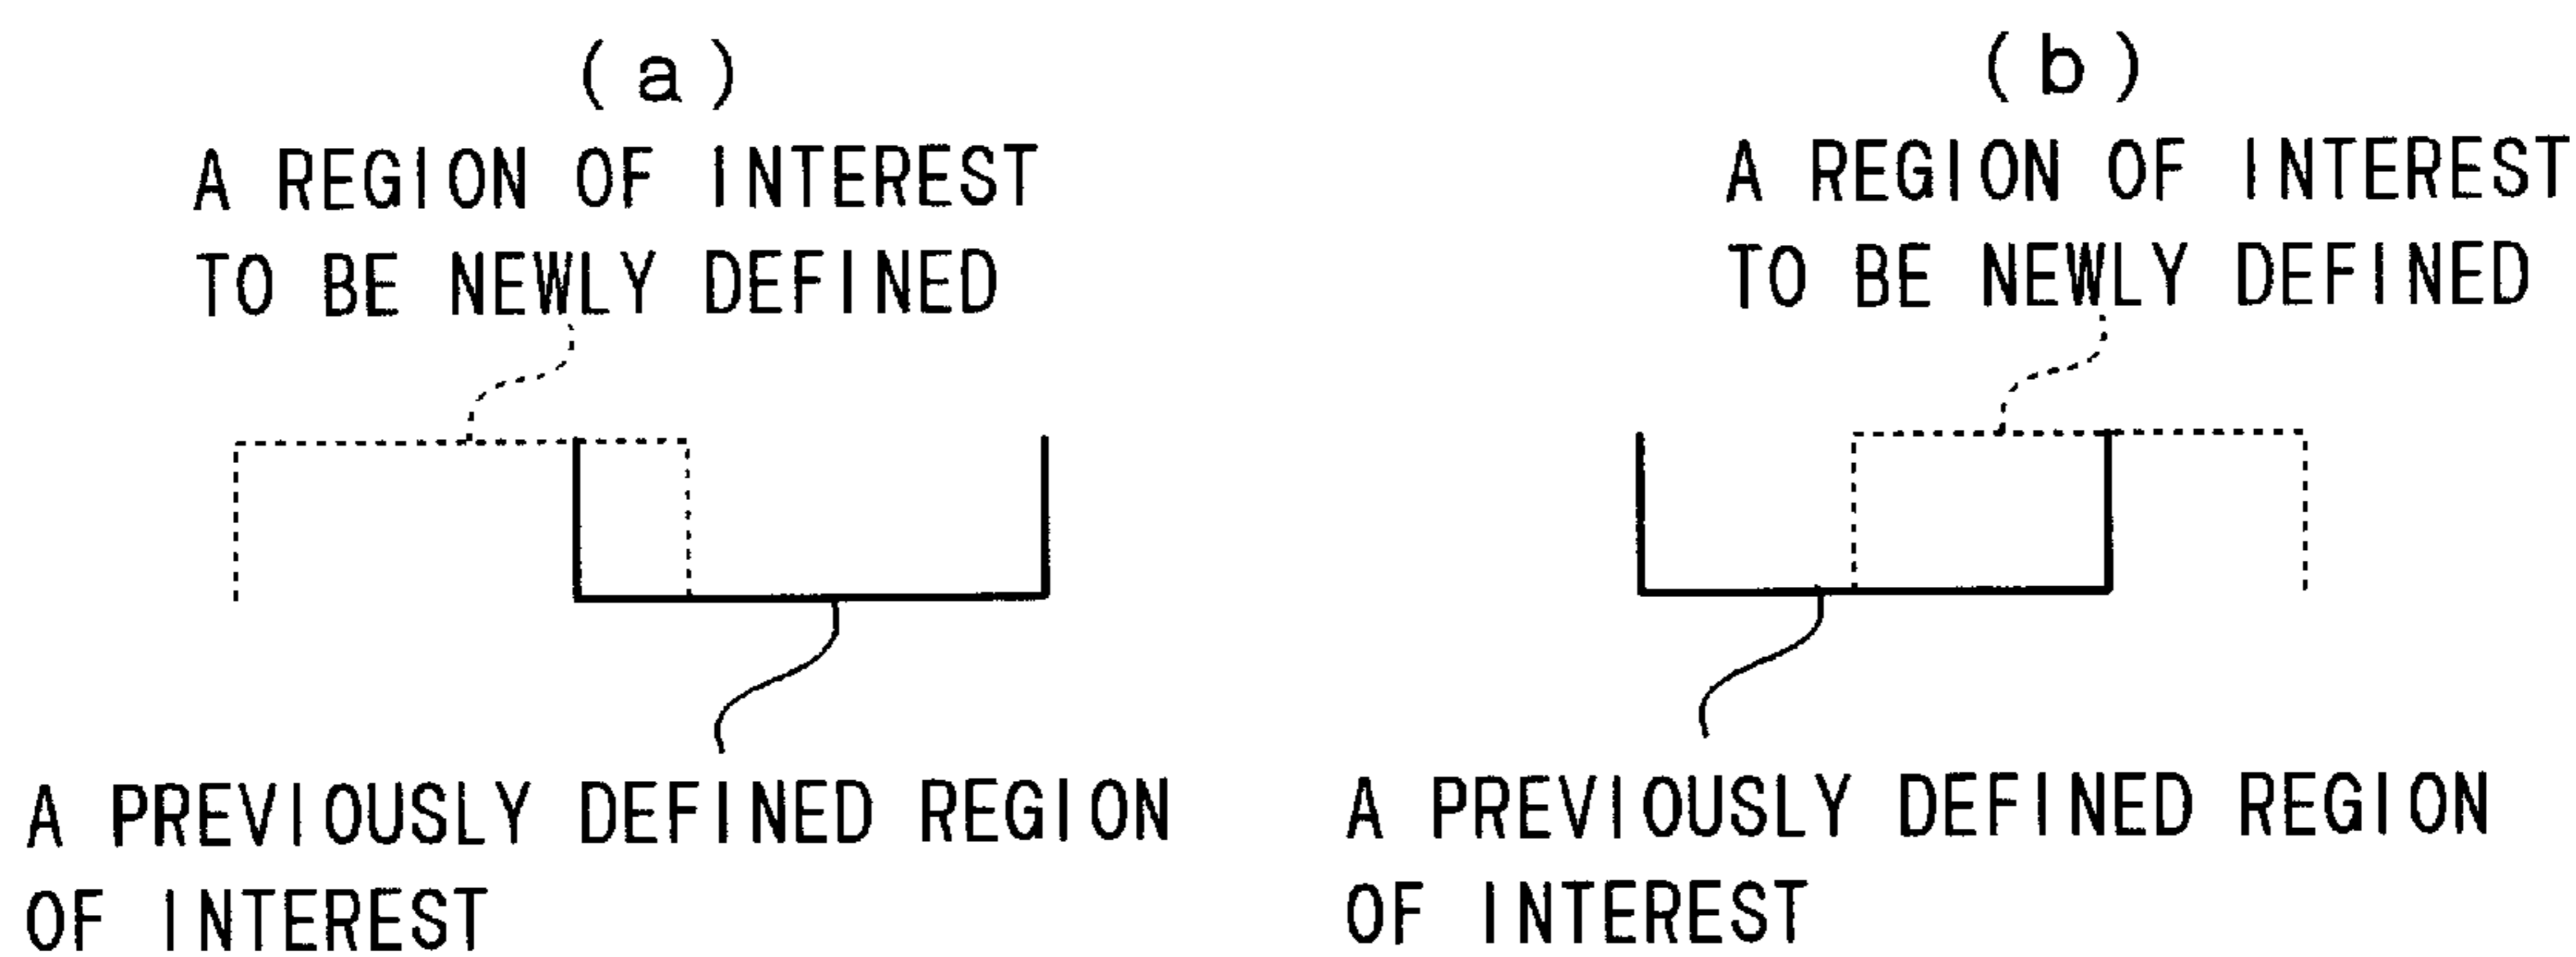 (a)
A REGION OF INTEREST
TO BE NEWLY DEFINED
A PREVIOUSLY DEFINED REGION
OF INTEREST
(b)
A REGION OF INTEREST
TO BE NEWLY DEFINED
A PREVIOUSLY DEFINED REGION
OF INTEREST